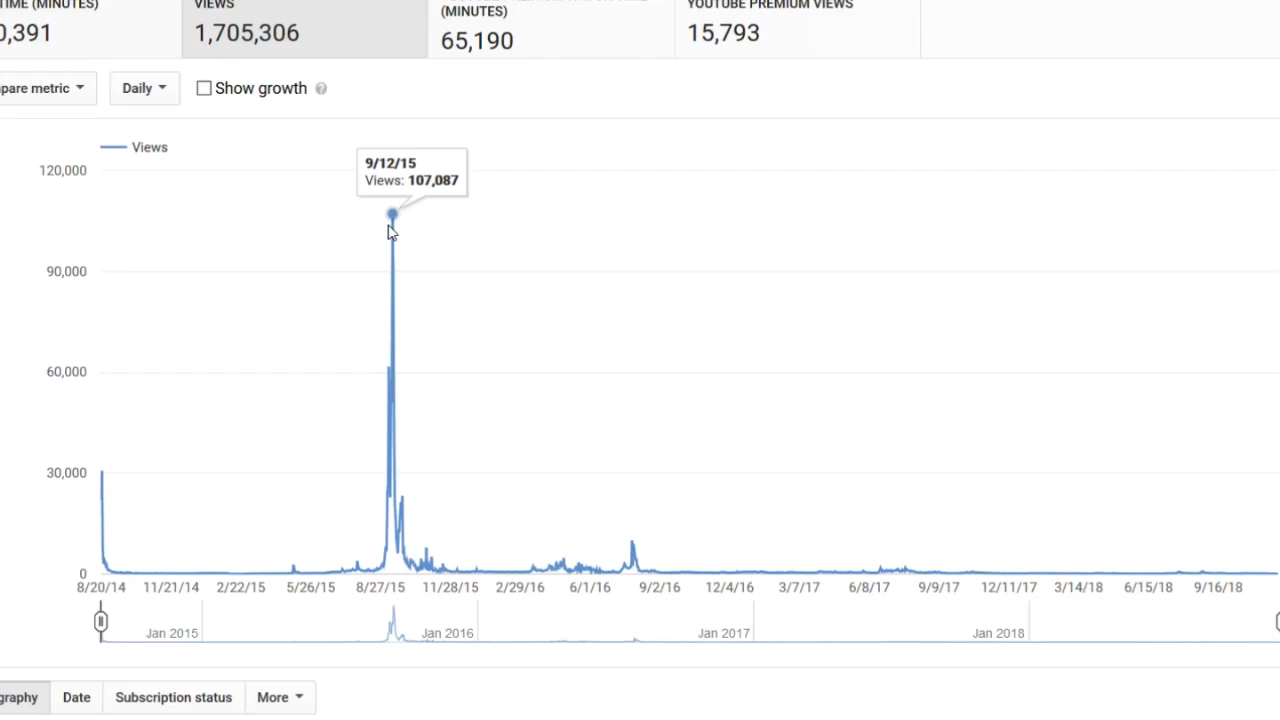 TIME (MINUTES)
0,391
VIEWS
1,705,306
(MINUTES)
65,190
YOUTUBE PREMIUM VIEWS
15,793
pare metric
Daily
Show growth ?
Views
9/12/15
Views: 107,087
120,000
90,000
60,000
30,000
0
8/20/14 11/21/14 2/22/15 5/26/15 8/27/15 11/28/15 2/29/16 6/1/16 9/2/16 12/4/16 3/7/17 6/8/17 9/9/17 12/11/17 3/14/18 6/15/18 9/16/18
Jan 2015 Jan 2016 Jan 2017 Jan 2018
graphy Date Subscription status More